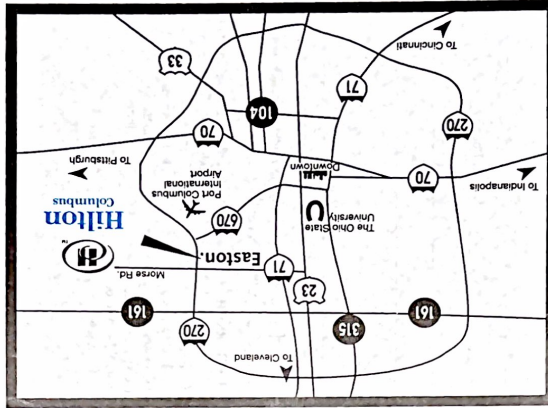 To Cleveland
270
315
161
161
23
71
Morse Rd.
Easton.
H
TM
Hilton
Columbus
The Ohio State
University
670
Port Columbus
International
Airport
To Indianapolis
70
Downtown
To Pittsburgh
70
270
104
71
33
To Cincinnati